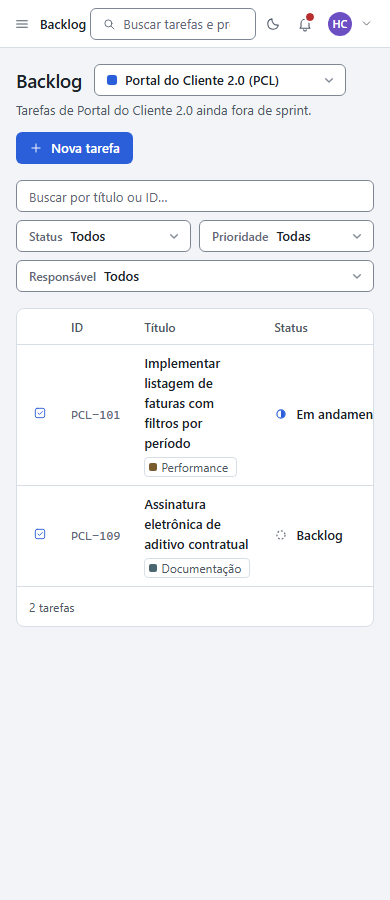 Backlog
Buscar tarefas e pr
HC
Backlog
Portal do Cliente 2.0 (PCL)
Tarefas de Portal do Cliente 2.0 ainda fora de sprint.
Nova tarefa
Buscar por título ou ID...
Status Todos
Prioridade Todas
Responsável Todos
ID Título Status
PCL-101
Implementar
listagem de
faturas com
filtros por
período
Performance
Em andamen
PCL-109
Assinatura
eletrônica de
aditivo contratual
Documentação
Backlog
2 tarefas